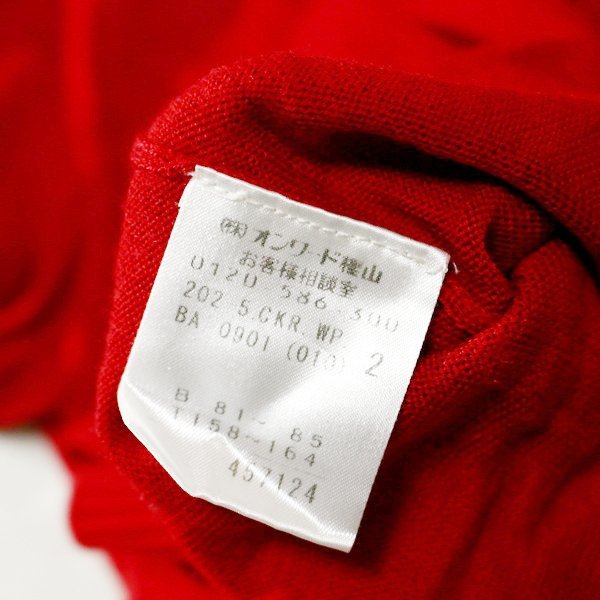 ㈱オンワード樫山
お客様相談室
0120 586-300
202 5.CKR.WP
BA 0901 (010) 2
B 81~ 85
T158~164
457124